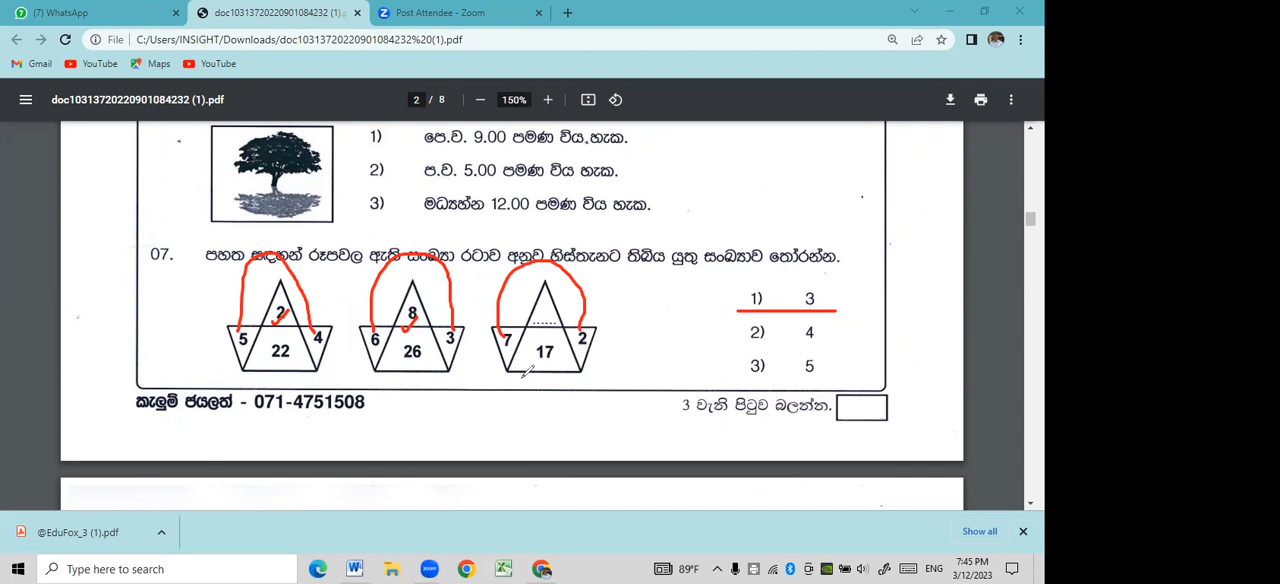 (7) WhatsApp
doc10313720220901084232 (1).p
Post Attendee - Zoom
File
C:/Users/INSIGHT/Downloads/doc10313720220901084232%20(1).pdf
Gmail
YouTube
Maps
YouTube
doc10313720220901084232 (1).pdf
2 / 8
150%
1) පෙ.ව. 9.00 පමණ විය හැක.
2) ප.ව. 5.00 පමණ විය හැක.
3) මධ්‍යහ්න 12.00 පමණ විය හැක.
07. පහත සඳහන් රූපවල ඇති සංඛ්‍යා රටාව අනුව හිස්තැනට තිබිය යුතු සංඛ්‍යාව තෝරන්න.
2 8 ......
5 4 6 3 7 2
22 26 17
1) 3
2) 4
3) 5
කැලුම් ජයලත් - 071-4751508
3 වැනි පිටුව බලන්න.
@EduFox_3 (1).pdf
Show all
Type here to search
89°F
ENG
7:45 PM
3/12/2023